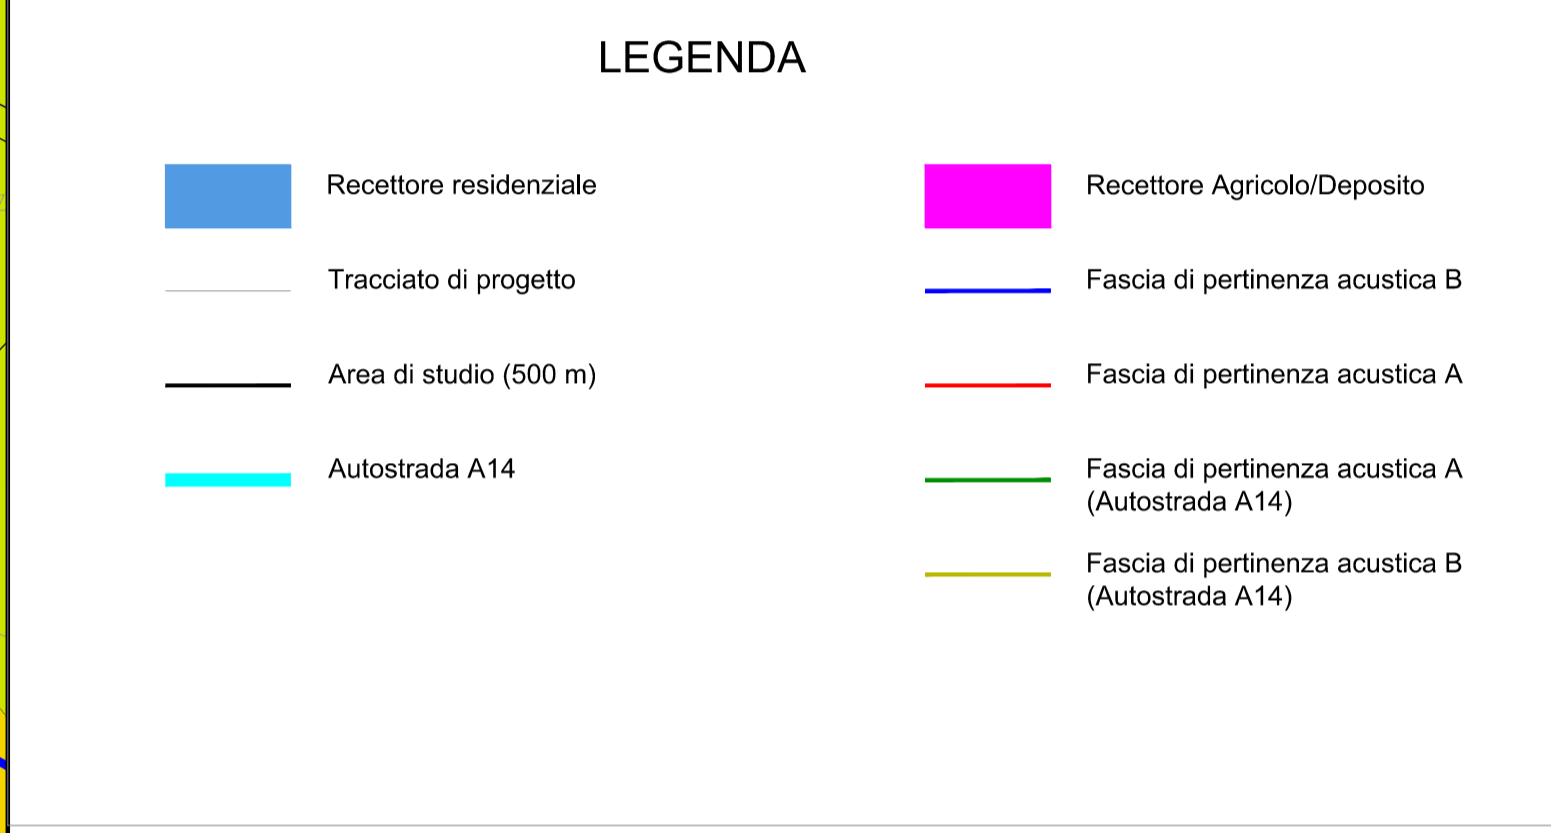 LEGENDA
Recettore residenziale
Tracciato di progetto
Area di studio (500 m)
Autostrada A14
Recettore Agricolo/Deposito
Fascia di pertinenza acustica B
Fascia di pertinenza acustica A
Fascia di pertinenza acustica A
(Autostrada A14)
Fascia di pertinenza acustica B
(Autostrada A14)